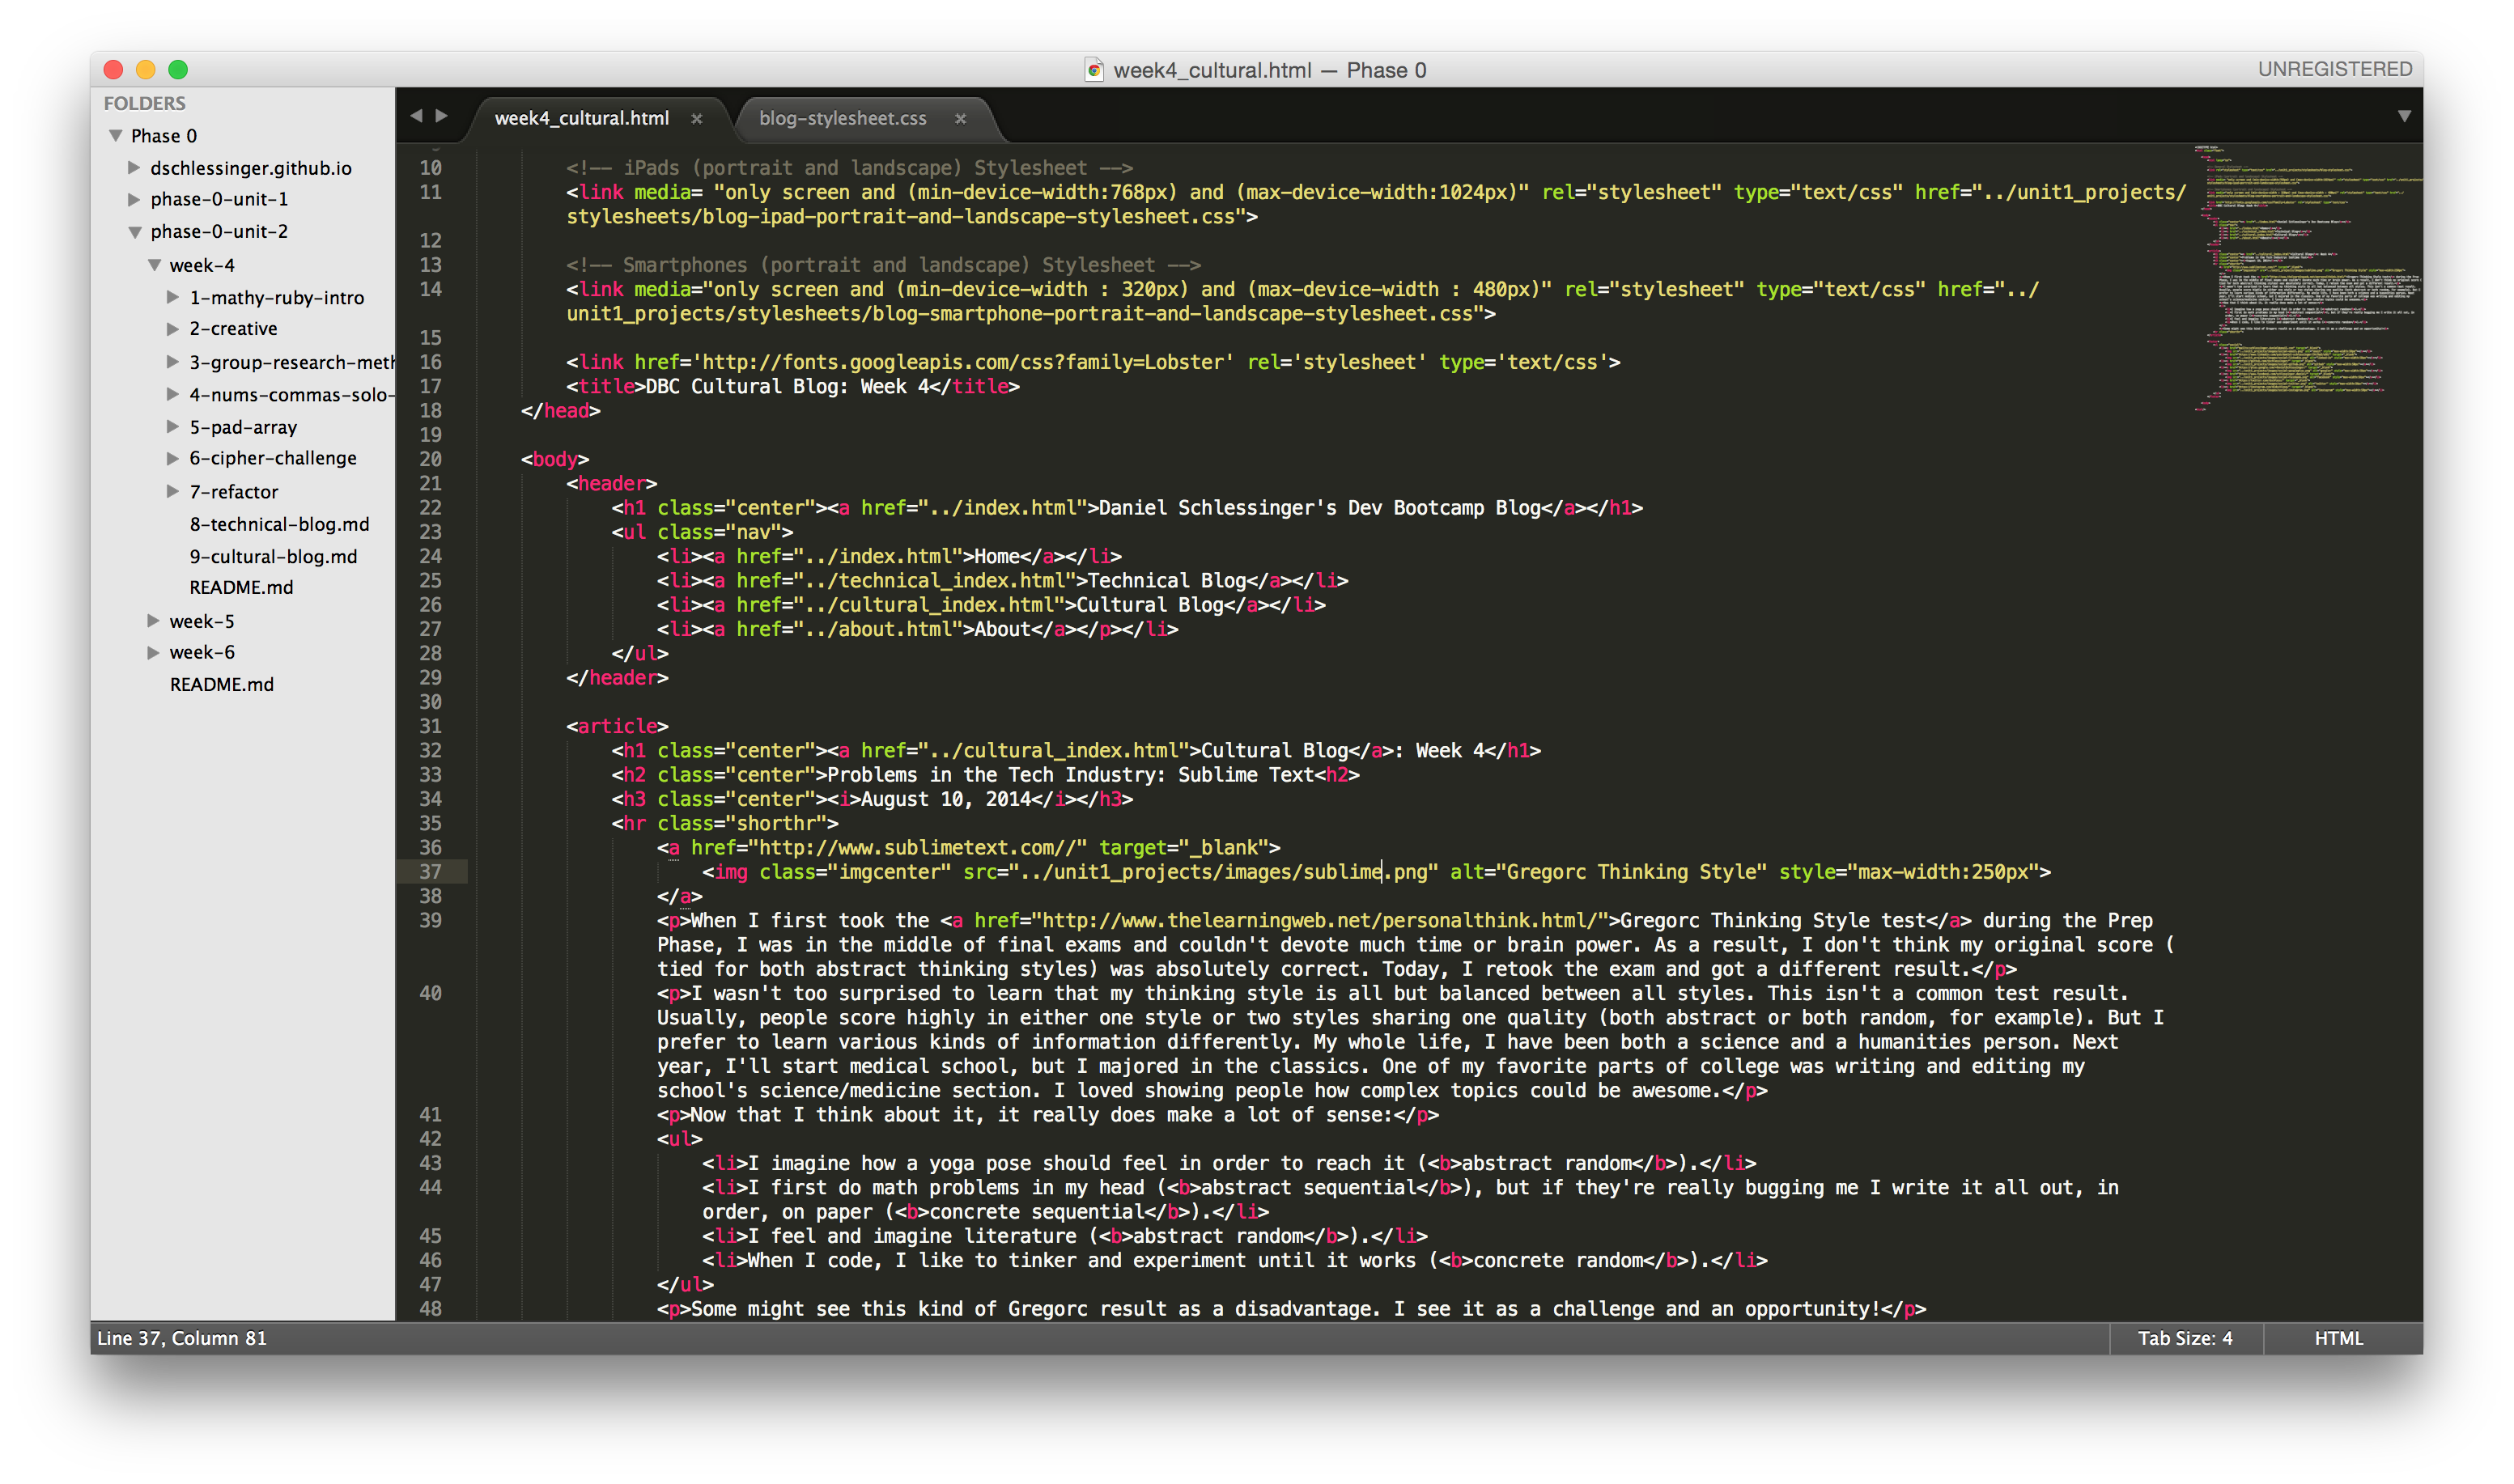 week4_cultural.html — Phase 0
UNREGISTERED
FOLDERS
Phase 0
dschlessinger.github.io
phase-0-unit-1
phase-0-unit-2
week-4
1-mathy-ruby-intro
2-creative
3-group-research-meth
4-nums-commas-solo-
5-pad-array
6-cipher-challenge
7-refactor
8-technical-blog.md
9-cultural-blog.md
README.md
week-5
week-6
README.md
week4_cultural.html ×
blog-stylesheet.css ×
10 <!-- iPads (portrait and landscape) Stylesheet -->
11 <link media= "only screen and (min-device-width:768px) and (max-device-width:1024px)" rel="stylesheet" type="text/css" href="../unit1_projects/
stylesheets/blog-ipad-portrait-and-landscape-stylesheet.css">
12
13 <!-- Smartphones (portrait and landscape) Stylesheet -->
14 <link media="only screen and (min-device-width : 320px) and (max-device-width : 480px)" rel="stylesheet" type="text/css" href="../
unit1_projects/stylesheets/blog-smartphone-portrait-and-landscape-stylesheet.css">
15
16 <link href='http://fonts.googleapis.com/css?family=Lobster' rel='stylesheet' type='text/css'>
17 <title>DBC Cultural Blog: Week 4</title>
18 </head>
19
20 <body>
21 <header>
22 <h1 class="center"><a href="../index.html">Daniel Schlessinger's Dev Bootcamp Blog</a></h1>
23 <ul class="nav">
24 <li><a href="../index.html">Home</a></li>
25 <li><a href="../technical_index.html">Technical Blog</a></li>
26 <li><a href="../cultural_index.html">Cultural Blog</a></li>
27 <li><a href="../about.html">About</a></p></li>
28 </ul>
29 </header>
30
31 <article>
32 <h1 class="center"><a href="../cultural_index.html">Cultural Blog</a>: Week 4</h1>
33 <h2 class="center">Problems in the Tech Industry: Sublime Text<h2>
34 <h3 class="center"><i>August 10, 2014</i></h3>
35 <hr class="shorthr">
36 <a href="http://www.sublimetext.com//" target="_blank">
37 <img class="imgcenter" src="../unit1_projects/images/sublime.png" alt="Gregorc Thinking Style" style="max-width:250px">
38 </a>
39 <p>When I first took the <a href="http://www.thelearningweb.net/personalthink.html/">Gregorc Thinking Style test</a> during the Prep
Phase, I was in the middle of final exams and couldn't devote much time or brain power. As a result, I don't think my original score (
tied for both abstract thinking styles) was absolutely correct. Today, I retook the exam and got a different result.</p>
40 <p>I wasn't too surprised to learn that my thinking style is all but balanced between all styles. This isn't a common test result.
Usually, people score highly in either one style or two styles sharing one quality (both abstract or both random, for example). But I
prefer to learn various kinds of information differently. My whole life, I have been both a science and a humanities person. Next
year, I'll start medical school, but I majored in the classics. One of my favorite parts of college was writing and editing my
school's science/medicine section. I loved showing people how complex topics could be awesome.</p>
41 <p>Now that I think about it, it really does make a lot of sense:</p>
42 <ul>
43 <li>I imagine how a yoga pose should feel in order to reach it (<b>abstract random</b>).</li>
44 <li>I first do math problems in my head (<b>abstract sequential</b>), but if they're really bugging me I write it all out, in
order, on paper (<b>concrete sequential</b>).</li>
45 <li>I feel and imagine literature (<b>abstract random</b>).</li>
46 <li>When I code, I like to tinker and experiment until it works (<b>concrete random</b>).</li>
47 </ul>
48 <p>Some might see this kind of Gregorc result as a disadvantage. I see it as a challenge and an opportunity!</p>
Line 37, Column 81
Tab Size: 4
HTML